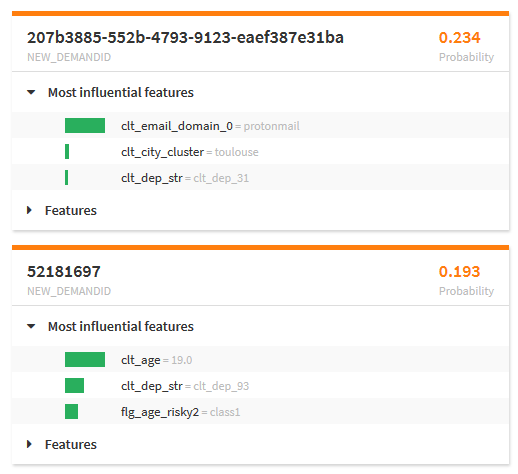 207b3885-552b-4793-9123-eaef387e31ba 0.234
NEW_DEMANDID Probability
Most influential features
clt_email_domain_0 = protonmail
clt_city_cluster = toulouse
clt_dep_str = clt_dep_31
Features
52181697 0.193
NEW_DEMANDID Probability
Most influential features
clt_age = 19.0
clt_dep_str = clt_dep_93
flg_age_risky2 = class1
Features